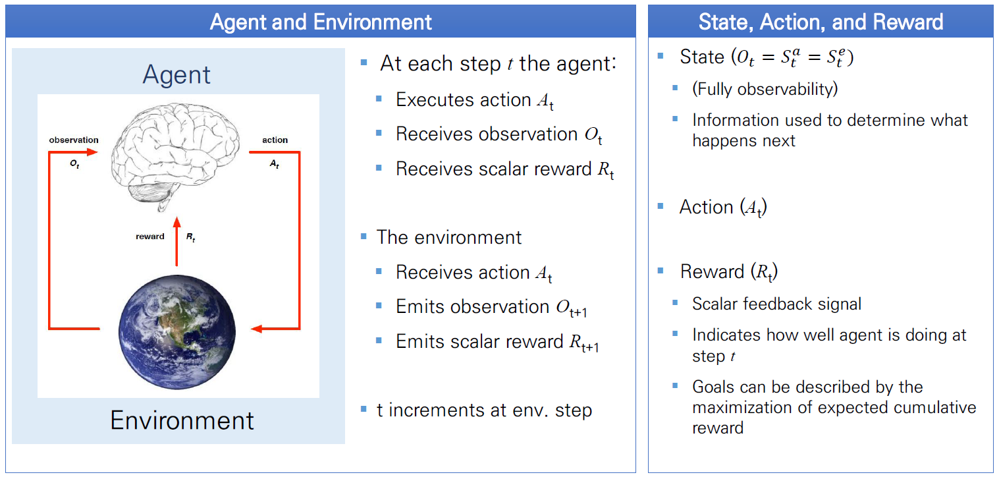 Agent and Environment
Agent
observation
O_t
action
A_t
reward
R_t
Environment
At each step t the agent:
Executes action A_t
Receives observation O_t
Receives scalar reward R_t
The environment
Receives action A_t
Emits observation O_{t+1}
Emits scalar reward R_{t+1}
t increments at env. step
State, Action, and Reward
State (O_t = S_t^a = S_t^e)
(Fully observability)
Information used to determine what
happens next
Action (A_t)
Reward (R_t)
Scalar feedback signal
Indicates how well agent is doing at
step t
Goals can be described by the
maximization of expected cumulative
reward